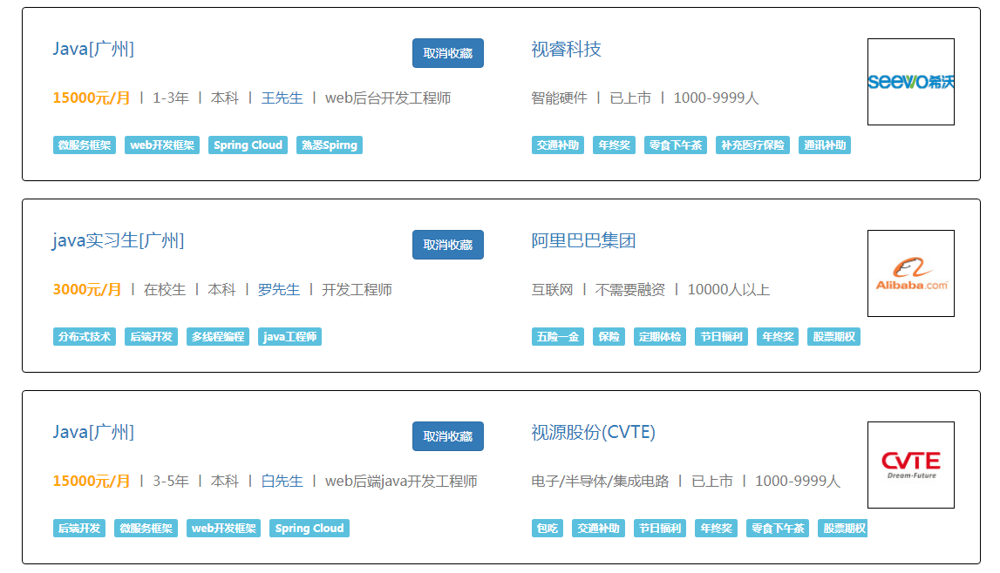 Java[广州] 取消收藏 视睿科技
seewo希沃
15000元/月 | 1-3年 | 本科 | 王先生 | web后台开发工程师 智能硬件 | 已上市 | 1000-9999人
微服务框架 web开发框架 Spring Cloud 熟悉Spirng 交通补助 年终奖 零食下午茶 补充医疗保险 通讯补助
java实习生[广州] 取消收藏 阿里巴巴集团
Alibaba.com
3000元/月 | 在校生 | 本科 | 罗先生 | 开发工程师 互联网 | 不需要融资 | 10000人以上
分布式技术 后端开发 多线程编程 java工程师 五险一金 保险 定期体检 节日福利 年终奖 股票期权
Java[广州] 取消收藏 视源股份(CVTE)
CVTE
Dream·Future
15000元/月 | 3-5年 | 本科 | 白先生 | web后端java开发工程师 电子/半导体/集成电路 | 已上市 | 1000-9999人
后端开发 微服务框架 web开发框架 Spring Cloud 包吃 交通补助 节日福利 年终奖 零食下午茶 股票期权